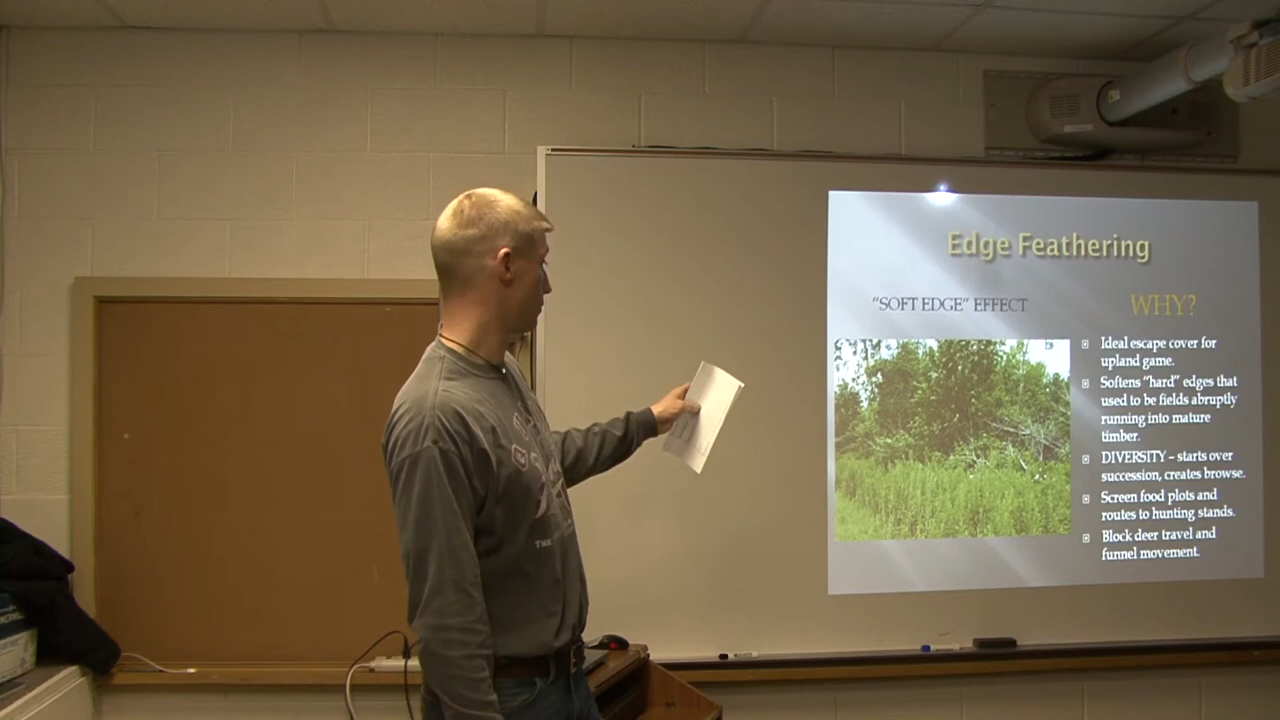 Edge Feathering
"SOFT EDGE" EFFECT
WHY?
Ideal escape cover for
upland game.
Softens "hard" edges that
used to be fields abruptly
running into mature
timber.
DIVERSITY – starts over
succession, creates browse.
Screen food plots and
routes to hunting stands.
Block deer travel and
funnel movement.